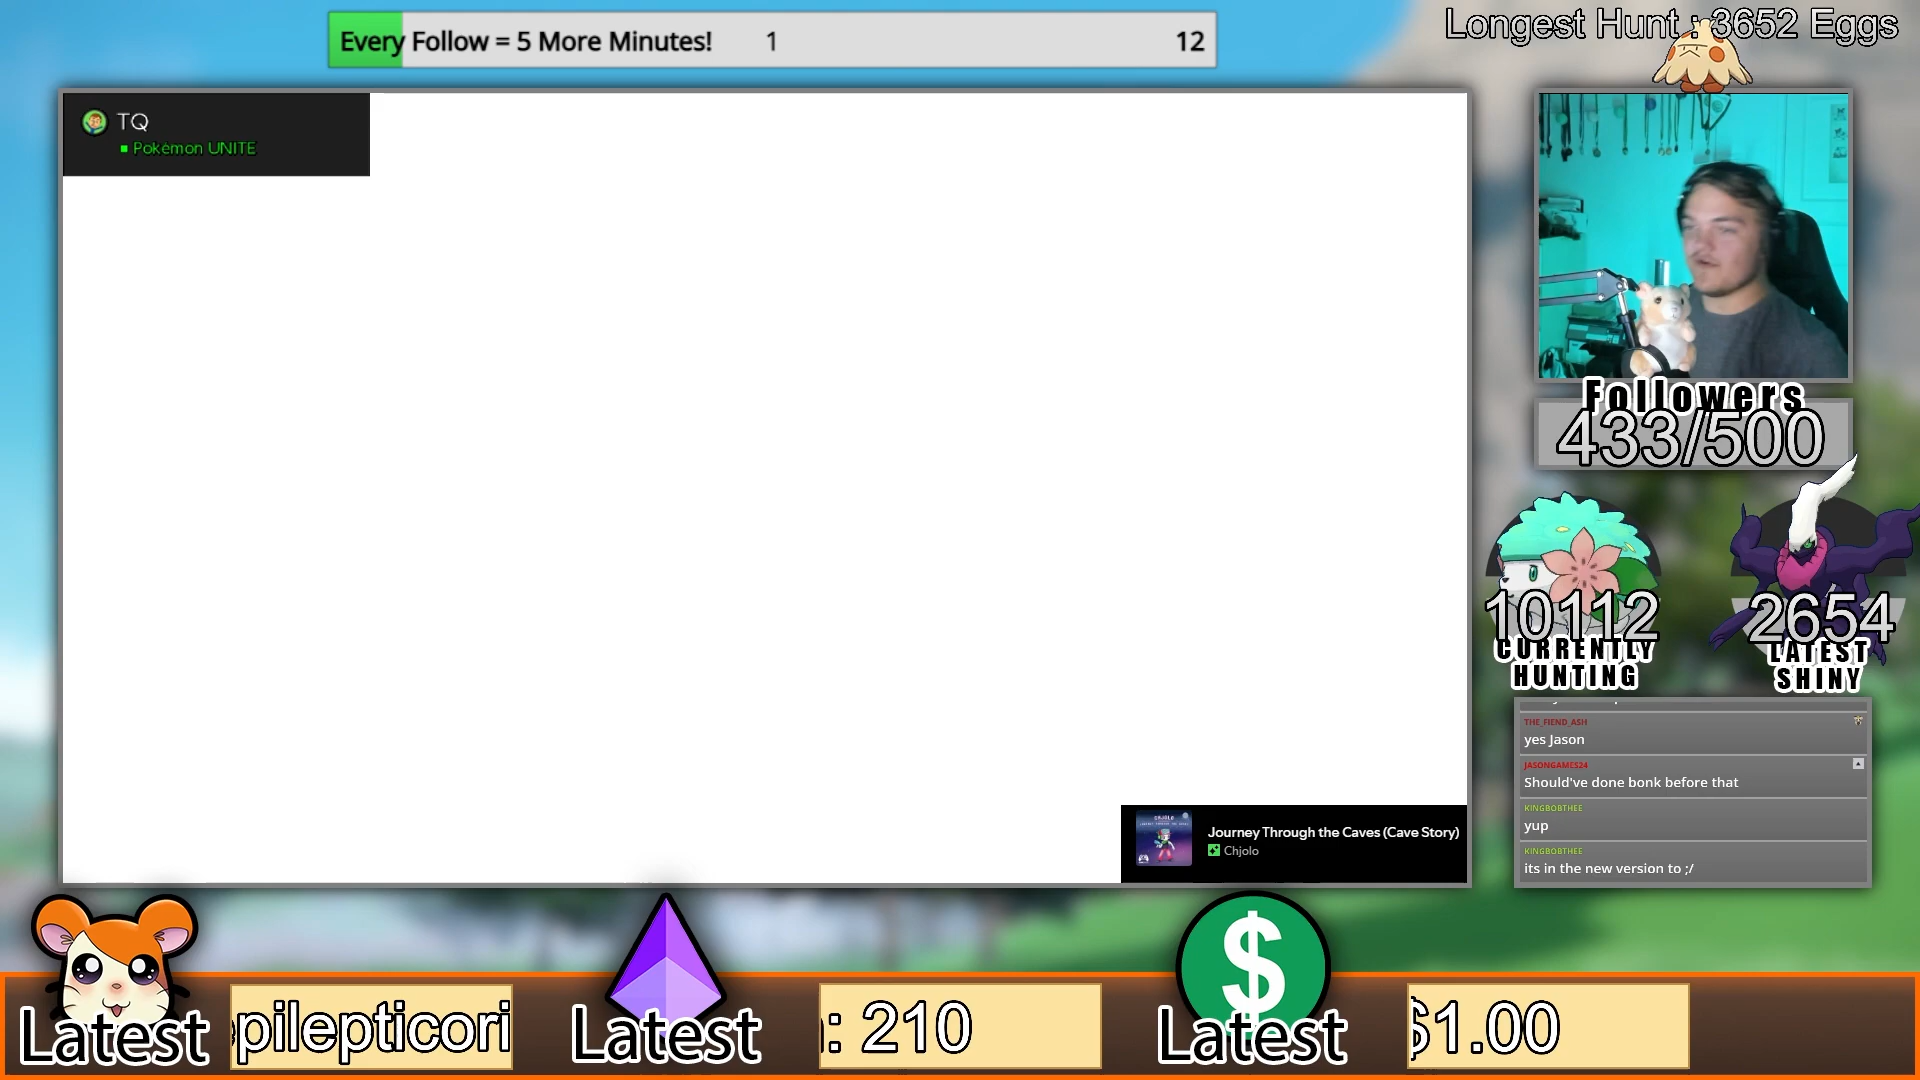 Every Follow = 5 More Minutes! 1 12
Longest Hunt : 3652 Eggs
TQ
Pokémon UNITE
Followers
433/500
10112
CURRENTLY
HUNTING
2654
LATEST
SHINY
THE_FIEND_ASH
yes Jason
JASONGAMES24
Should've done bonk before that
KINGBOBTHEE
yup
KINGBOBTHEE
its in the new version to ;/
Journey Through the Caves (Cave Story)
Chjolo
Latest
pilepticori
Latest
: 210
Latest
$1.00